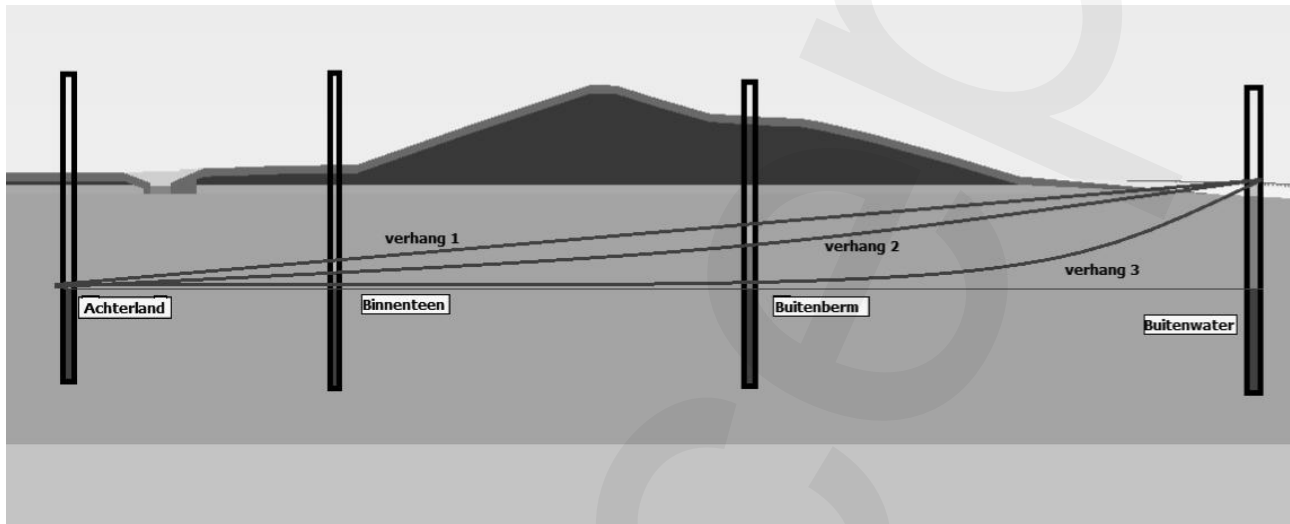 verhang 1
verhang 2
verhang 3
Achterland
Binnenteen
Buitenberm
Buitenwater